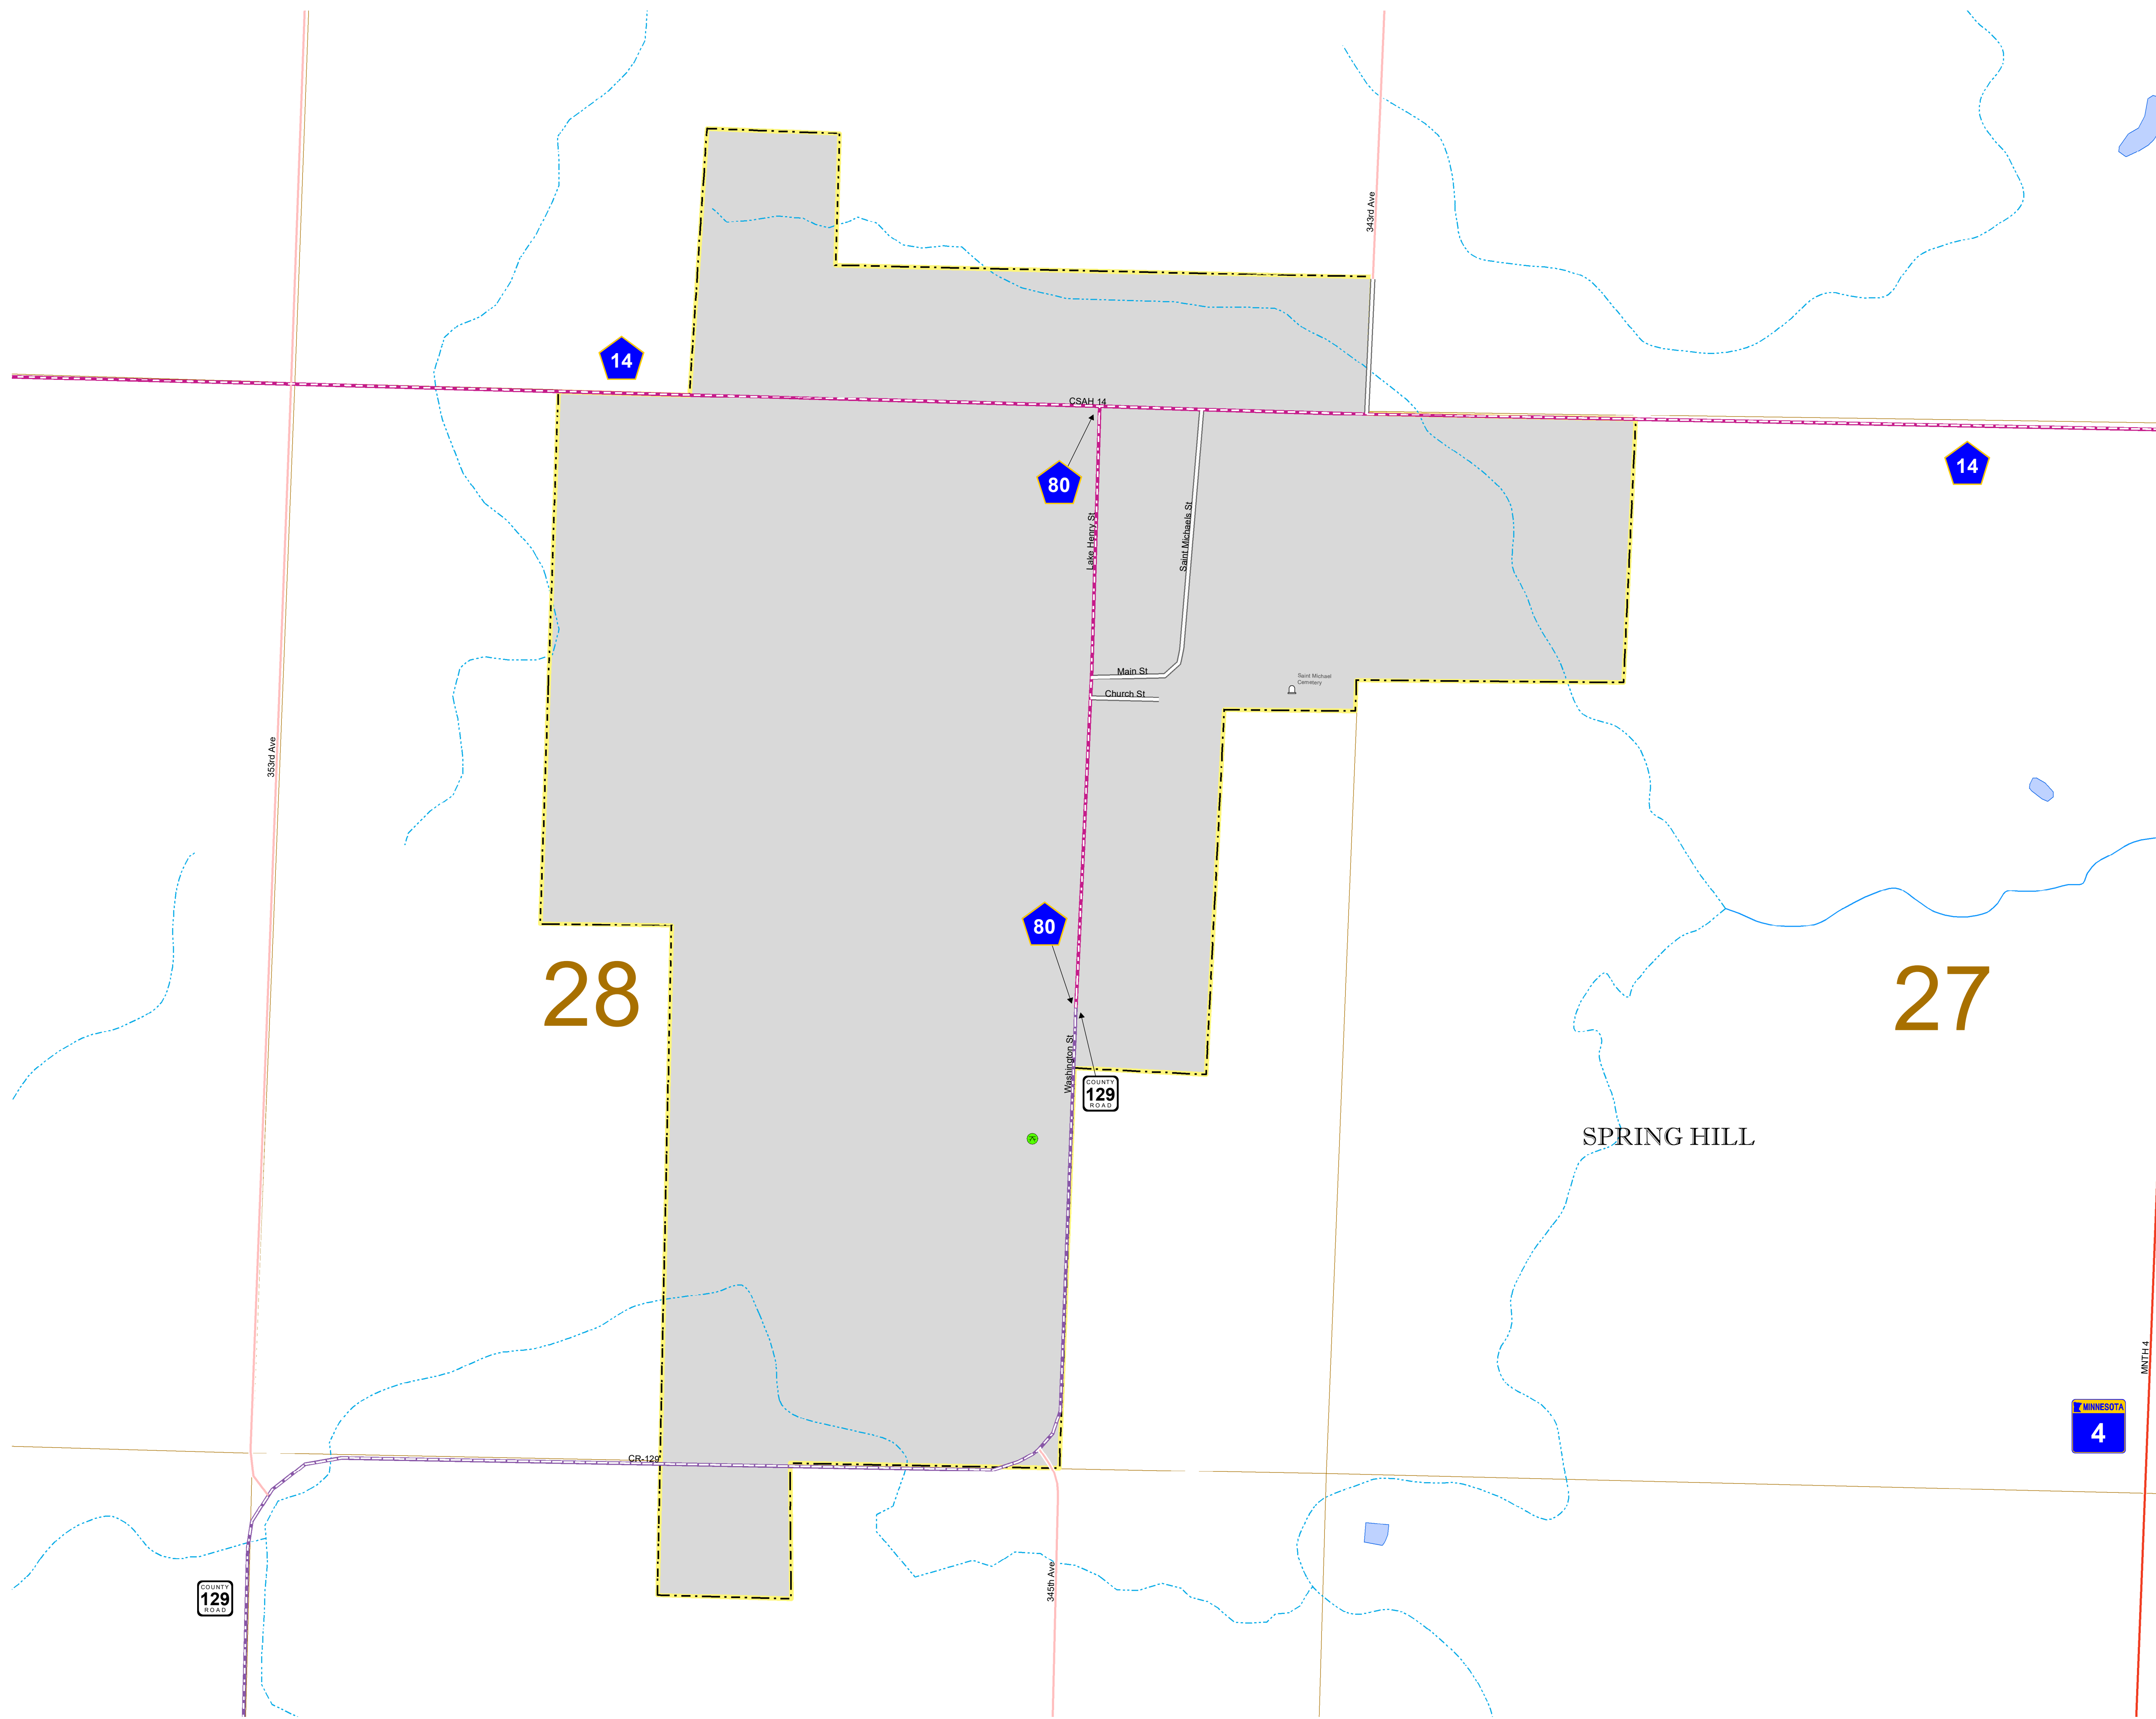 343rd Ave
14
CSAH 14
14
80
Lake Henry St
Saint Michaels St
Main St
Saint Michael
Cemetery
Church St
353rd Ave
80
28
27
Washington St
COUNTY
129
ROAD
SPRING HILL
MNTH 4
MINNESOTA
4
CR-129
345th Ave
COUNTY
129
ROAD